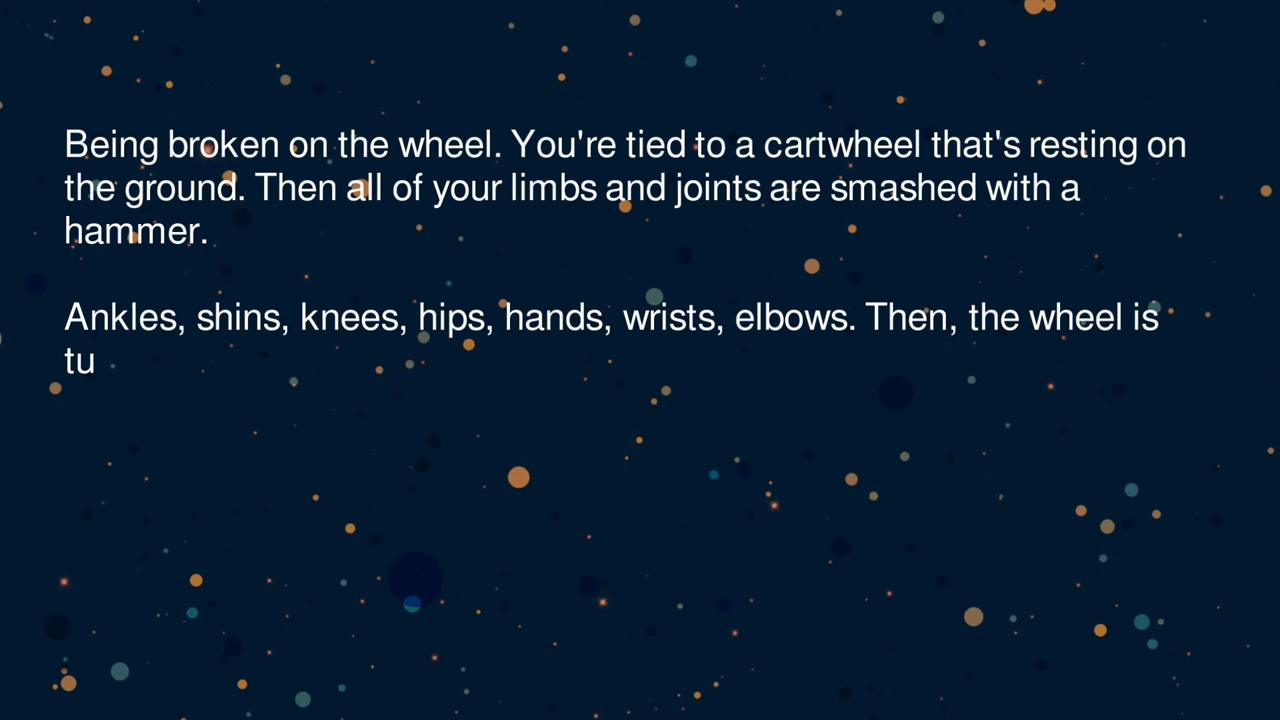 Being broken on the wheel. You're tied to a cartwheel that's resting on
the ground. Then all of your limbs and joints are smashed with a
hammer.
Ankles, shins, knees, hips, hands, wrists, elbows. Then, the wheel is
tu